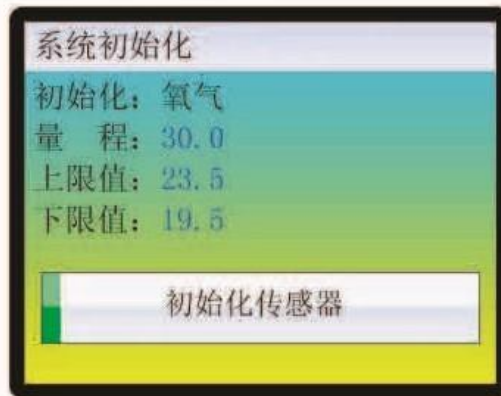 系统初始化
初始化：氧气
量　程：30.0
上限值：23.5
下限值：19.5
初始化传感器